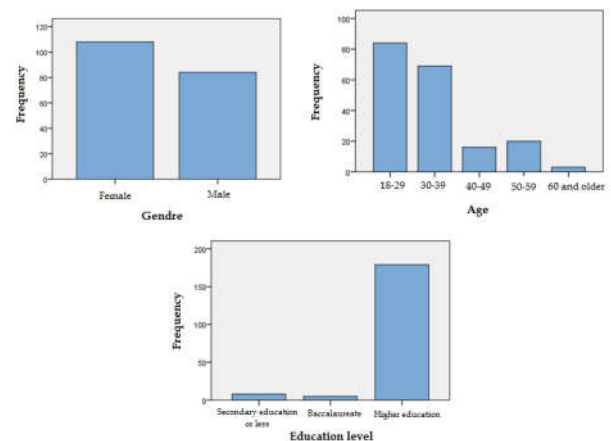 Frequency
120
100
80
60
40
20
0
Female
Male
Gendre
Frequency
100
80
60
40
20
0
18-29
30-39
40-49
50-59
60 and older
Age
Frequency
200
150
100
50
0
Secondary education
or less
Baccalaureate
Higher education
Education level